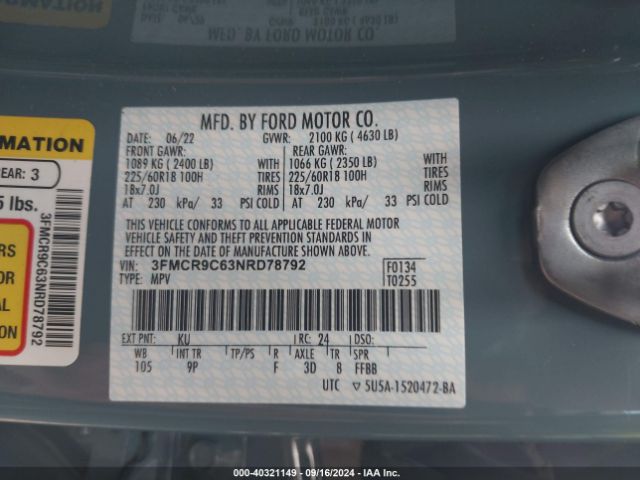 MFD. BY FORD MOTOR CO.
MFD. BY FORD MOTOR CO.
DATE: 06/22 GVWR: 2100 KG ( 4630 LB)
FRONT GAWR: REAR GAWR:
1089 KG ( 2400 LB) WITH 1066 KG ( 2350 LB) WITH
225/60R18 100H TIRES 225/60R18 100H TIRES
18x7.0J RIMS 18x7.0J RIMS
AT 230 kPa/ 33 PSI COLD AT 230 kPa/ 33 PSI COLD
THIS VEHICLE CONFORMS TO ALL APPLICABLE FEDERAL MOTOR
VEHICLE SAFETY AND THEFT PREVENTION STANDARDS IN
EFFECT ON THE DATE OF MANUFACTURE SHOWN ABOVE.
VIN: 3FMCR9C63NRD78792 F0134
TYPE: MPV T0255
EXT PNT: KU RC: 24 DSO:
WB INT TR TP/PS R AXLE TR SPR
105 9P F 3D 8 FFBB
UTC ▽ 5U5A-1520472-BA
RMATION
EAR: 3
lbs.
3FMCR9C63NRD78792
000-40321149 - 09/16/2024 - IAA Inc.